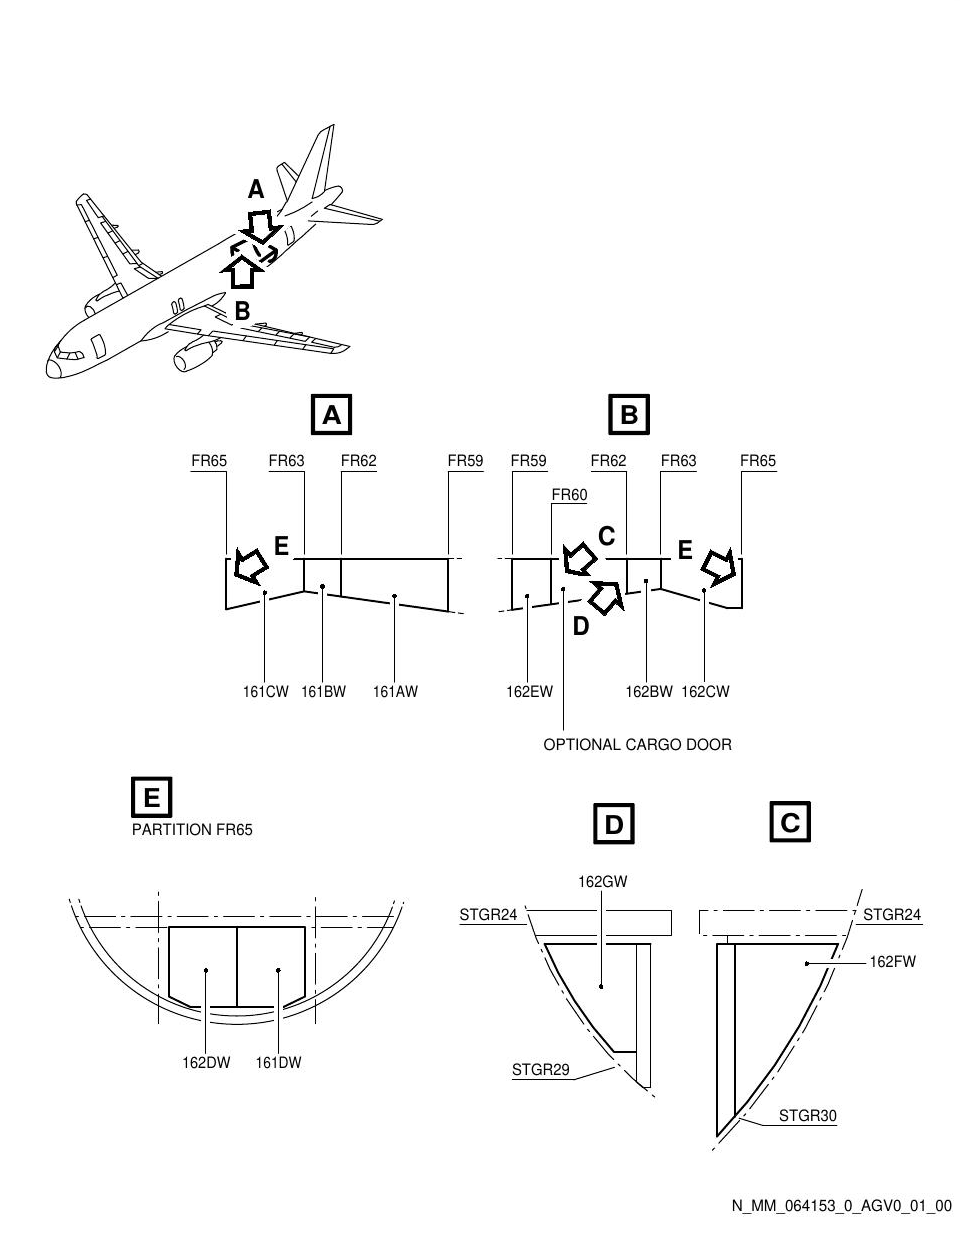 A
B
A
B
FR65 FR63 FR62 FR59 FR59 FR62 FR63 FR65
FR60
E C E
D
161CW 161BW 161AW 162EW 162BW 162CW
OPTIONAL CARGO DOOR
E
PARTITION FR65
D
C
162GW
STGR24 STGR24
162FW
162DW 161DW
STGR29
STGR30
N_MM_064153_0_AGV0_01_00